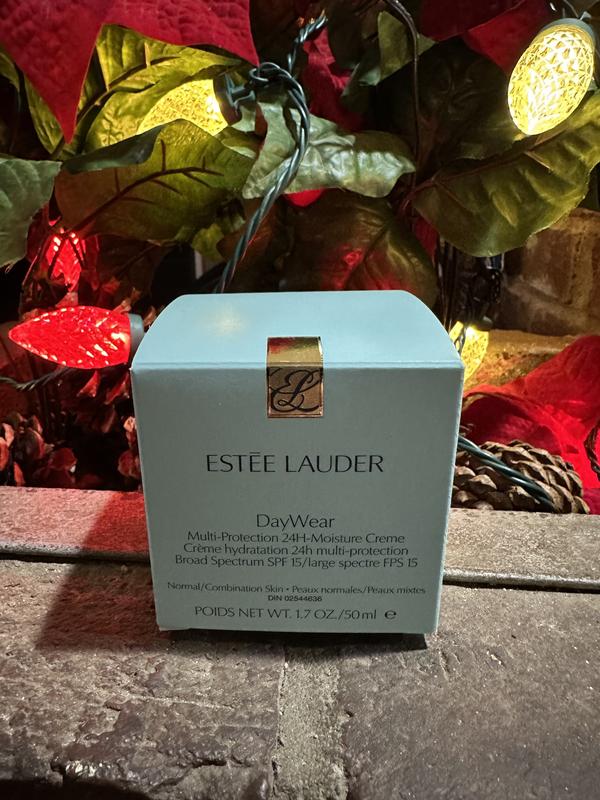 EL
ESTĒE LAUDER
DayWear
Multi-Protection 24H-Moisture Creme
Crème hydratation 24h multi-protection
Broad Spectrum SPF 15/large spectre FPS 15
Normal/Combination Skin • Peaux normales/Peaux mixtes
DIN 02544636
POIDS NET WT. 1.7 OZ./50 ml ℮